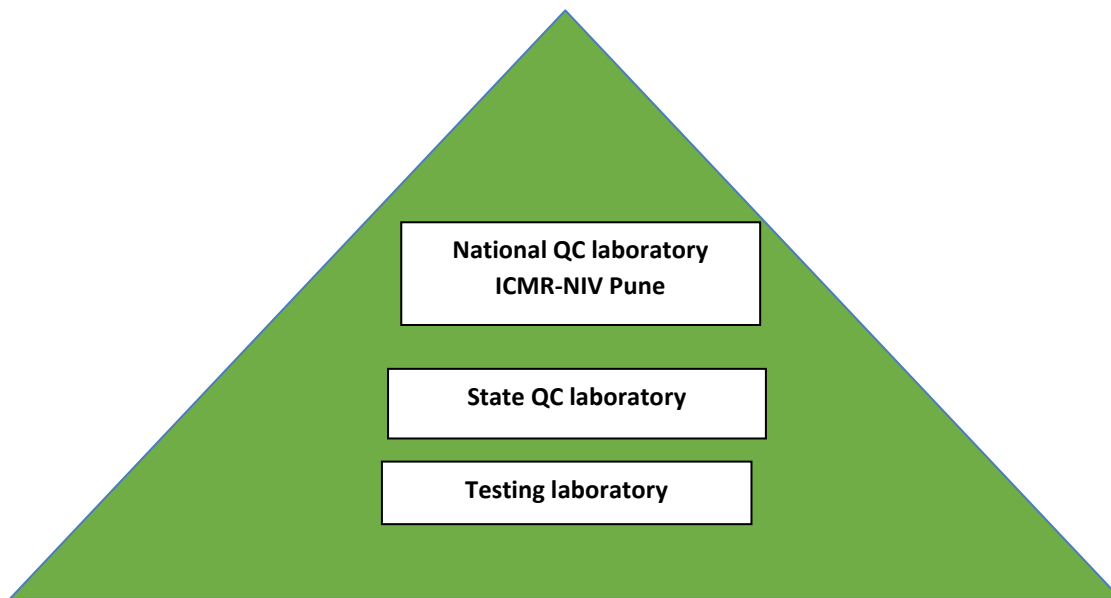 National QC laboratory
ICMR-NIV Pune
State QC laboratory
Testing laboratory